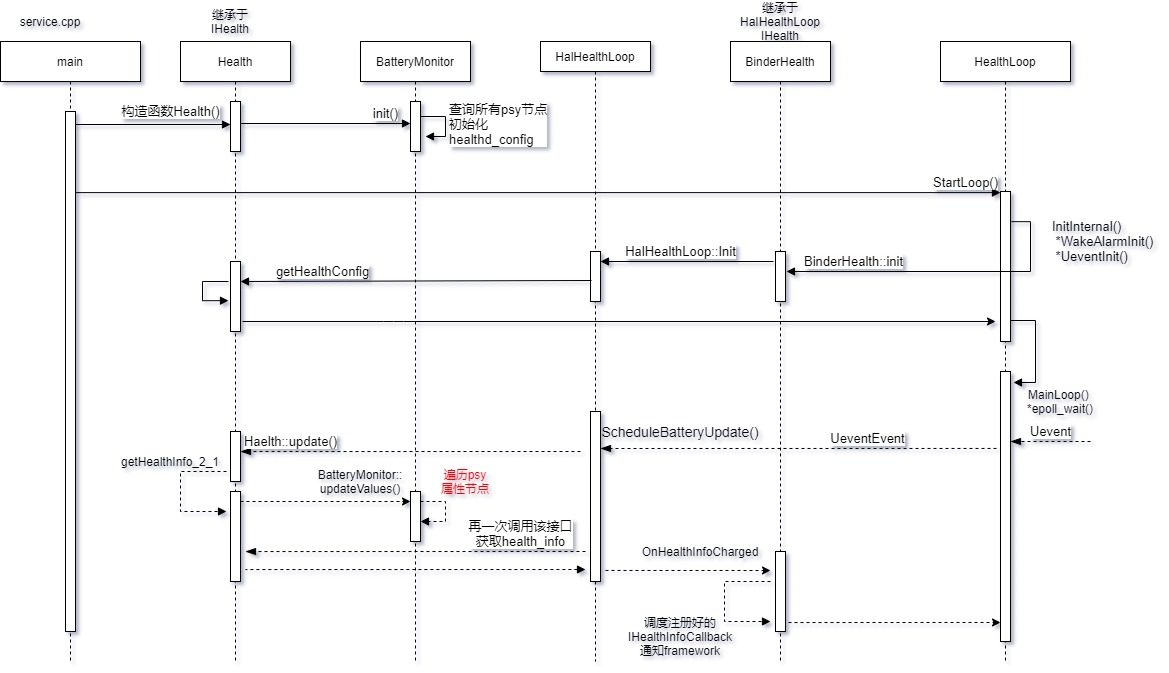 service.cpp
继承于
IHealth
继承于
HalHealthLoop
IHealth
main
Health
BatteryMonitor
HalHealthLoop
BinderHealth
HealthLoop
构造函数Health()
init()
查询所有psy节点
初始化
healthd_config
StartLoop()
InitInternal()
*WakeAlarmInit()
*UeventInit()
HalHealthLoop::Init
BinderHealth::init
getHealthConfig
MainLoop()
*epoll_wait()
Uevent
UeventEvent
ScheduleBatteryUpdate()
Haelth::update()
getHealthInfo_2_1
BatteryMonitor::
updateValues()
遍历psy
属性节点
再一次调用该接口
获取health_info
OnHealthInfoCharged
调度注册好的
IHealthInfoCallback
通知framework